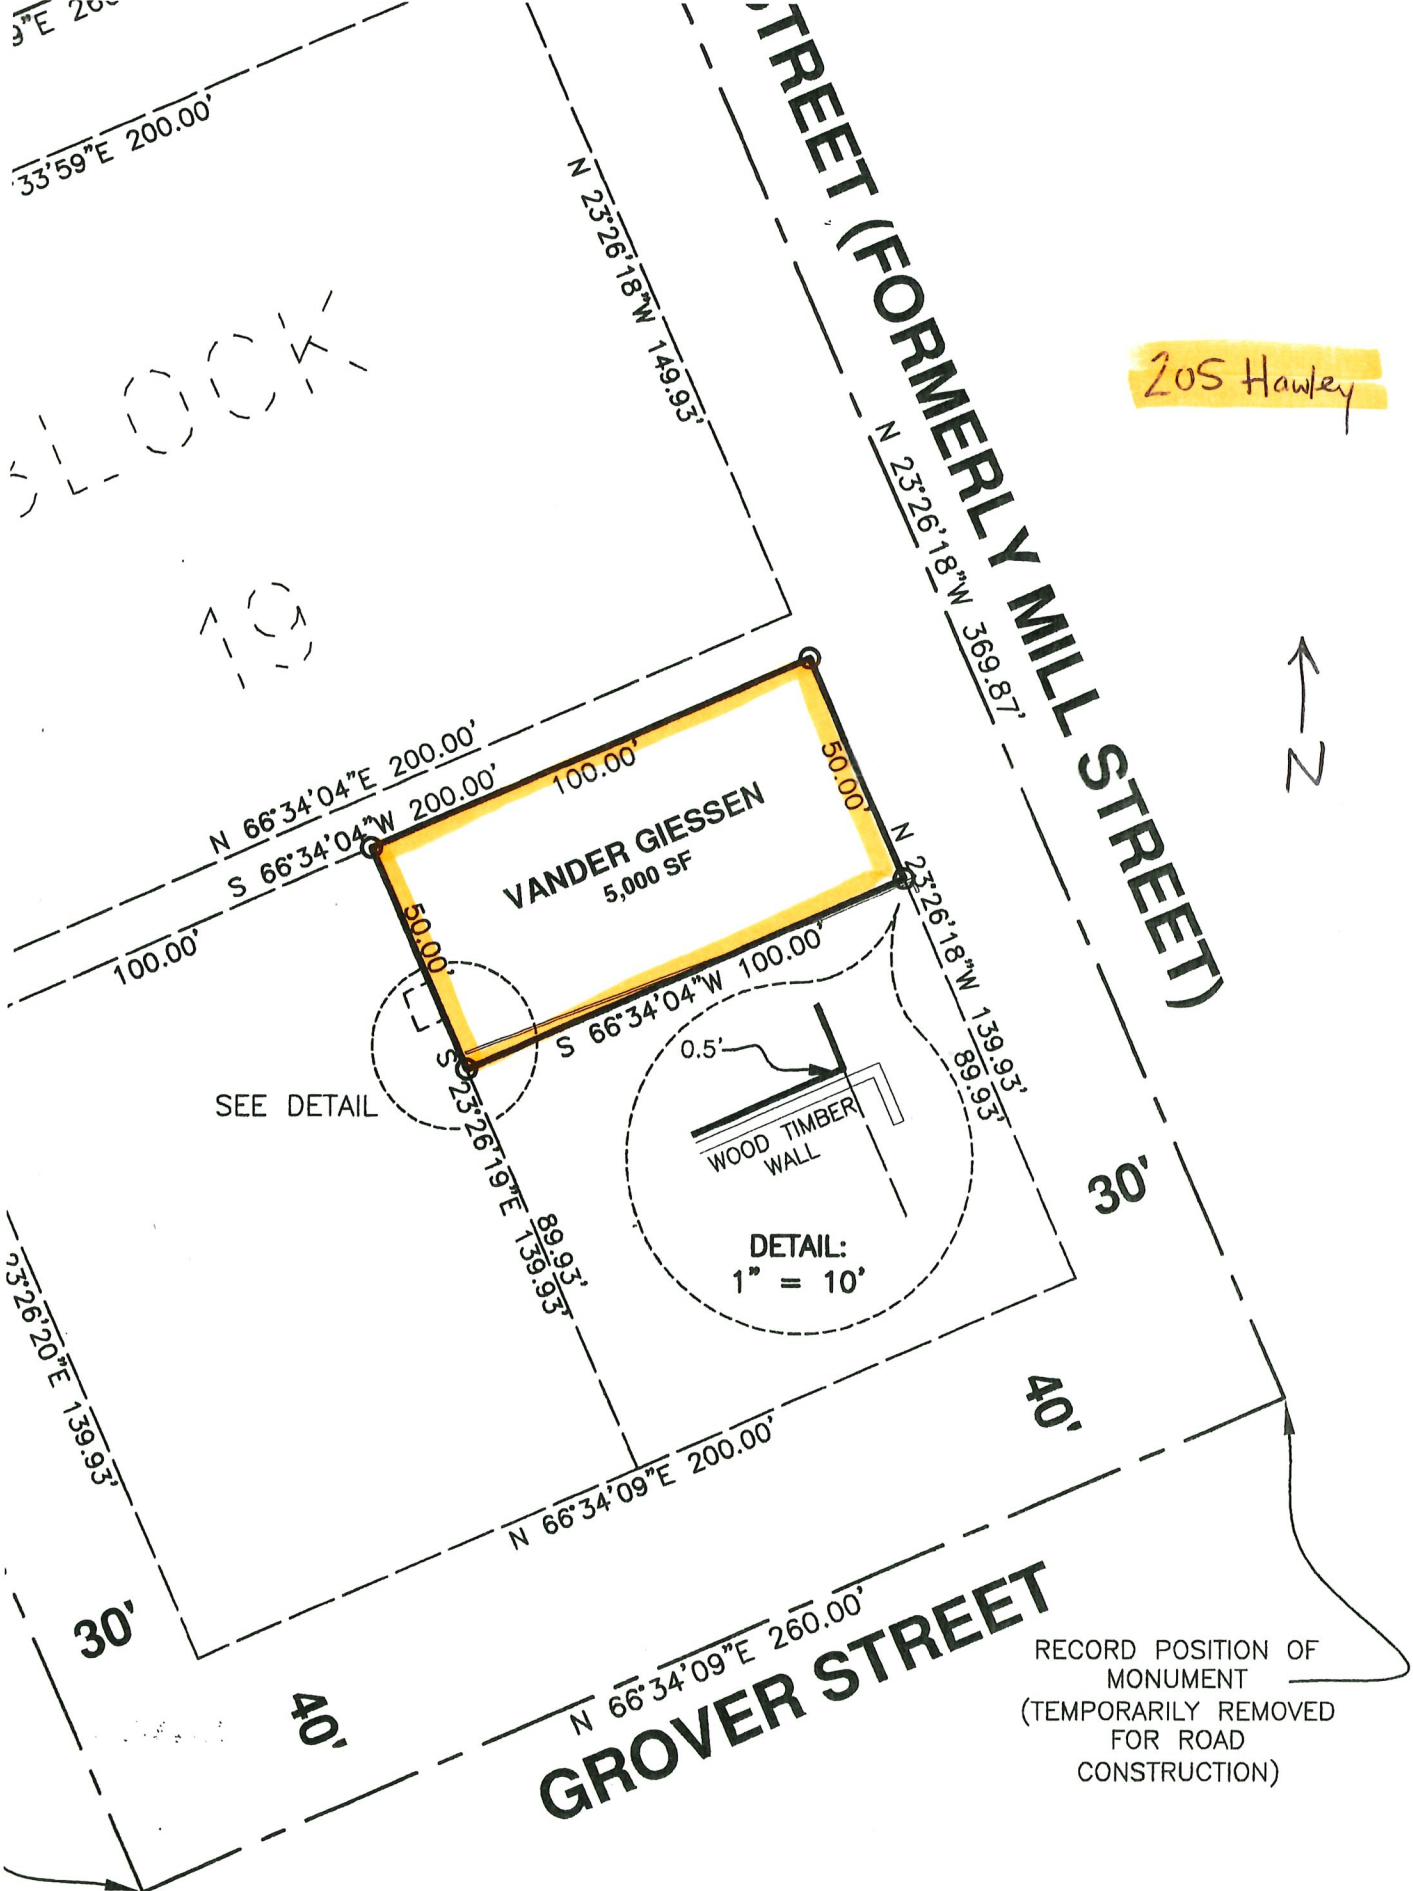 33'59"E 200.00'
N 23°26'18"W 149.93'
STREET (FORMERLY MILL STREET)
205 Hawley
BLOCK
19
N 23°26'18"W 369.87'
N
N 66°34'04"E 200.00'
S 66°34'04"W 200.00'
100.00'
100.00'
50.00'
VANDER GIESSEN
5,000 SF
50.00'
S 66°34'04"W 100.00'
N 23°26'18"W 139.93'
89.93'
SEE DETAIL
S 23°26'19"E 139.93'
89.93'
0.5'
WOOD TIMBER
WALL
DETAIL:
1" = 10'
30'
23°26'20"E 139.93'
40'
N 66°34'09"E 200.00'
30'
40'
N 66°34'09"E 260.00'
GROVER STREET
RECORD POSITION OF
MONUMENT
(TEMPORARILY REMOVED
FOR ROAD
CONSTRUCTION)